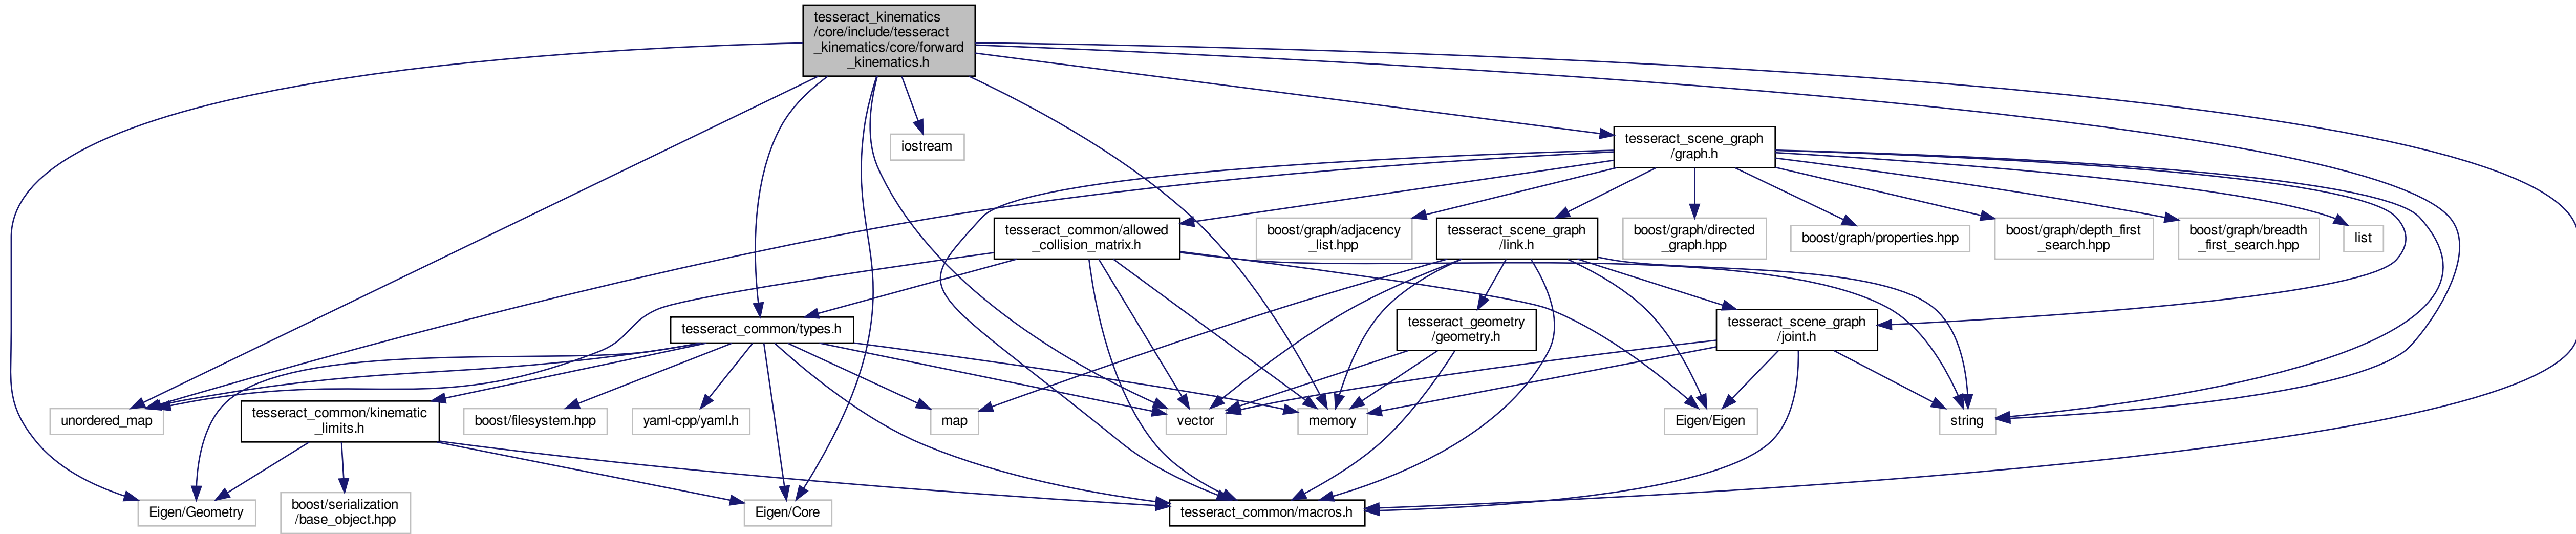 tesseract_kinematics
/core/include/tesseract
_kinematics/core/forward
_kinematics.h
iostream
tesseract_scene_graph
/graph.h
tesseract_common/allowed
_collision_matrix.h
boost/graph/adjacency
_list.hpp
tesseract_scene_graph
/link.h
boost/graph/directed
_graph.hpp
boost/graph/properties.hpp
boost/graph/depth_first
_search.hpp
boost/graph/breadth
_first_search.hpp
list
tesseract_common/types.h
tesseract_geometry
/geometry.h
tesseract_scene_graph
/joint.h
unordered_map
tesseract_common/kinematic
_limits.h
boost/filesystem.hpp
yaml-cpp/yaml.h
map
vector
memory
Eigen/Eigen
string
Eigen/Geometry
boost/serialization
/base_object.hpp
Eigen/Core
tesseract_common/macros.h